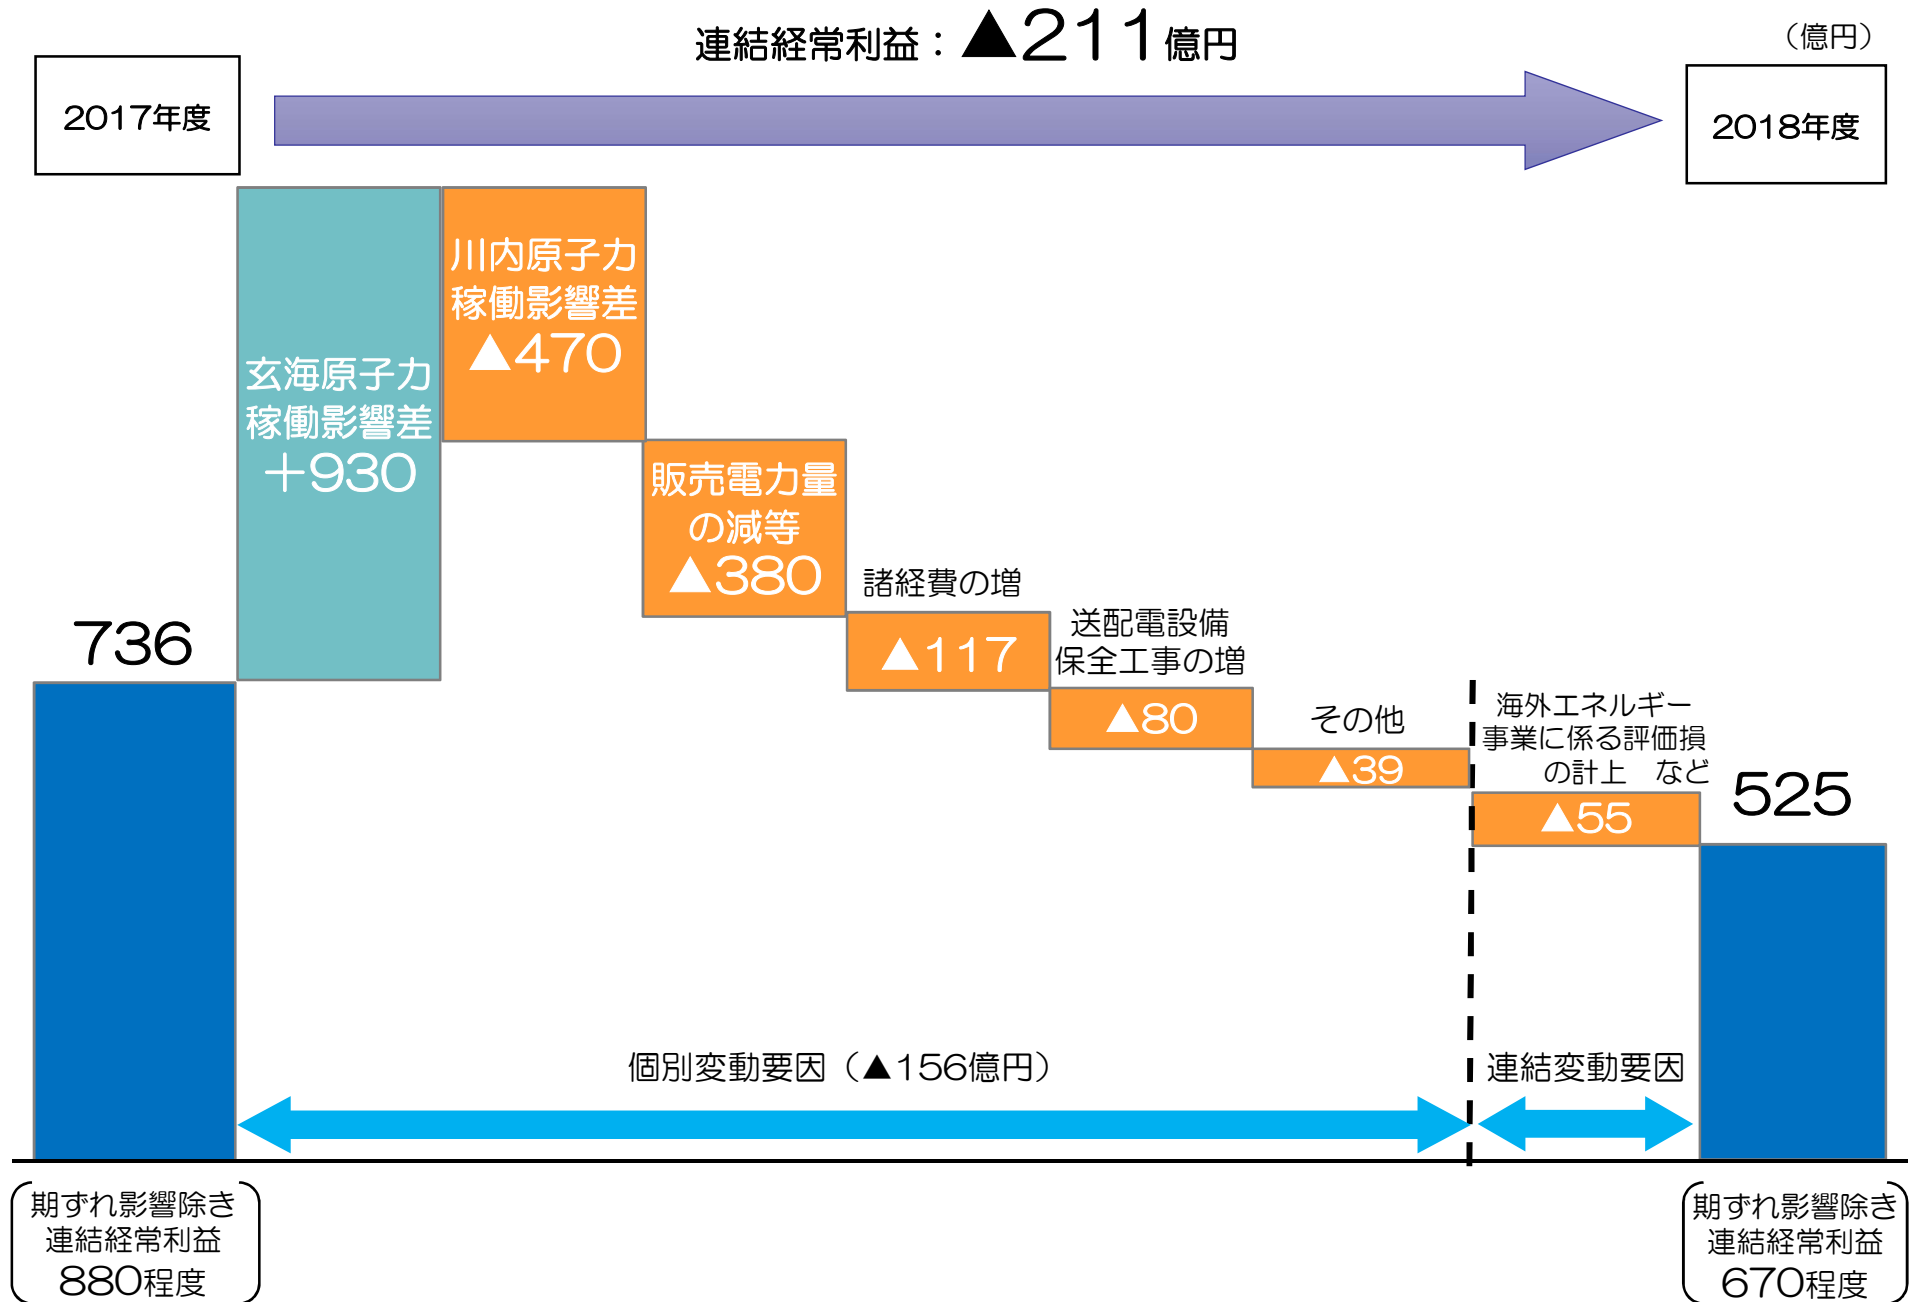 連結経常利益：▲211億円
（億円）
2017年度
2018年度
玄海原子力
稼働影響差
＋930
川内原子力
稼働影響差
▲470
販売電力量
の減等
▲380
諸経費の増
▲117
送配電設備
保全工事の増
▲80
その他
▲39
海外エネルギー
事業に係る評価損
の計上　など
▲55
736
525
個別変動要因（▲156億円）
連結変動要因
期ずれ影響除き
連結経常利益
880程度
期ずれ影響除き
連結経常利益
670程度